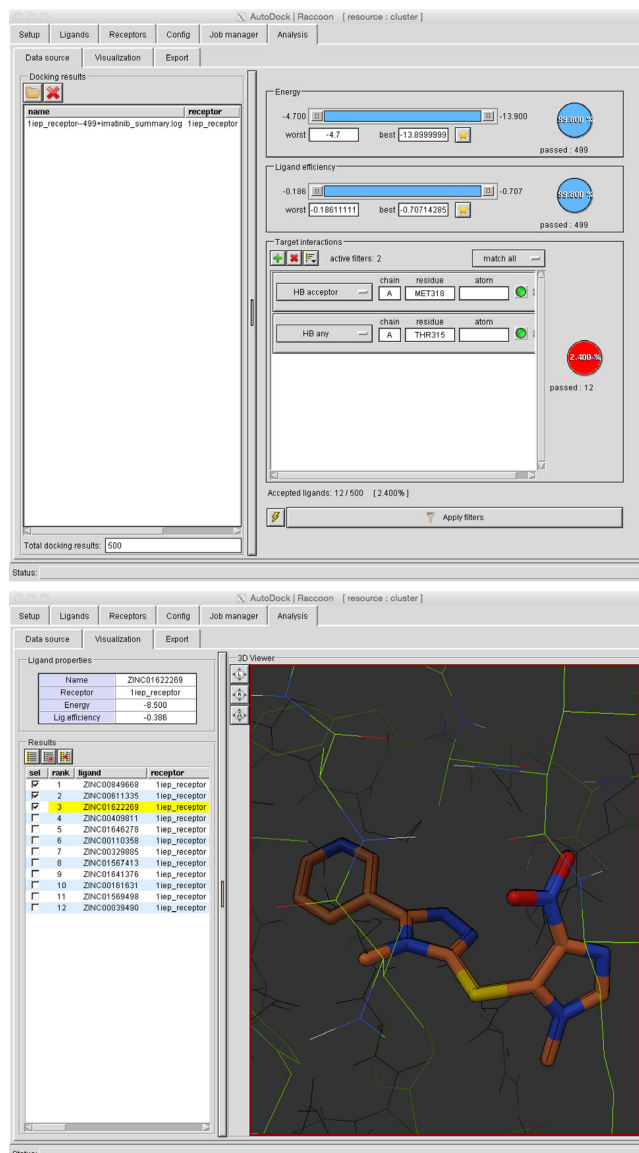 AutoDock | Raccoon [ resource : cluster ]
Setup Ligands Receptors Config Job manager Analysis
Data source Visualization Export
Docking results
name receptor
1iep_receptor--499+imatinib_summary.log 1iep_receptor
Total docking results: 500
Energy
-4.700 -13.900
worst -4.7 best -13.8999999
99.800 %
passed : 499
Ligand efficiency
-0.186 -0.707
worst -0.18611111 best -0.70714285
99.800 %
passed : 499
Target interactions
active filters: 2 match all
chain residue atom
HB acceptor A MET318
chain residue atom
HB any A THR315
2.400 %
passed : 12
Accepted ligands: 12 / 500 [ 2.400% ]
Apply filters
Status:
AutoDock | Raccoon [ resource : cluster ]
Setup Ligands Receptors Config Job manager Analysis
Data source Visualization Export
Ligand properties
Name ZINC01622269
Receptor 1iep_receptor
Energy -8.500
Lig.efficiency -0.386
Results
sel rank ligand receptor
1 ZINC00849668 1iep_receptor
2 ZINC00611335 1iep_receptor
3 ZINC01622269 1iep_receptor
4 ZINC00409811 1iep_receptor
5 ZINC01646278 1iep_receptor
6 ZINC00110358 1iep_receptor
7 ZINC00329885 1iep_receptor
8 ZINC01567413 1iep_receptor
9 ZINC01641376 1iep_receptor
10 ZINC00161631 1iep_receptor
11 ZINC01569498 1iep_receptor
12 ZINC00039490 1iep_receptor
3D Viewer
L
R
A
Status: